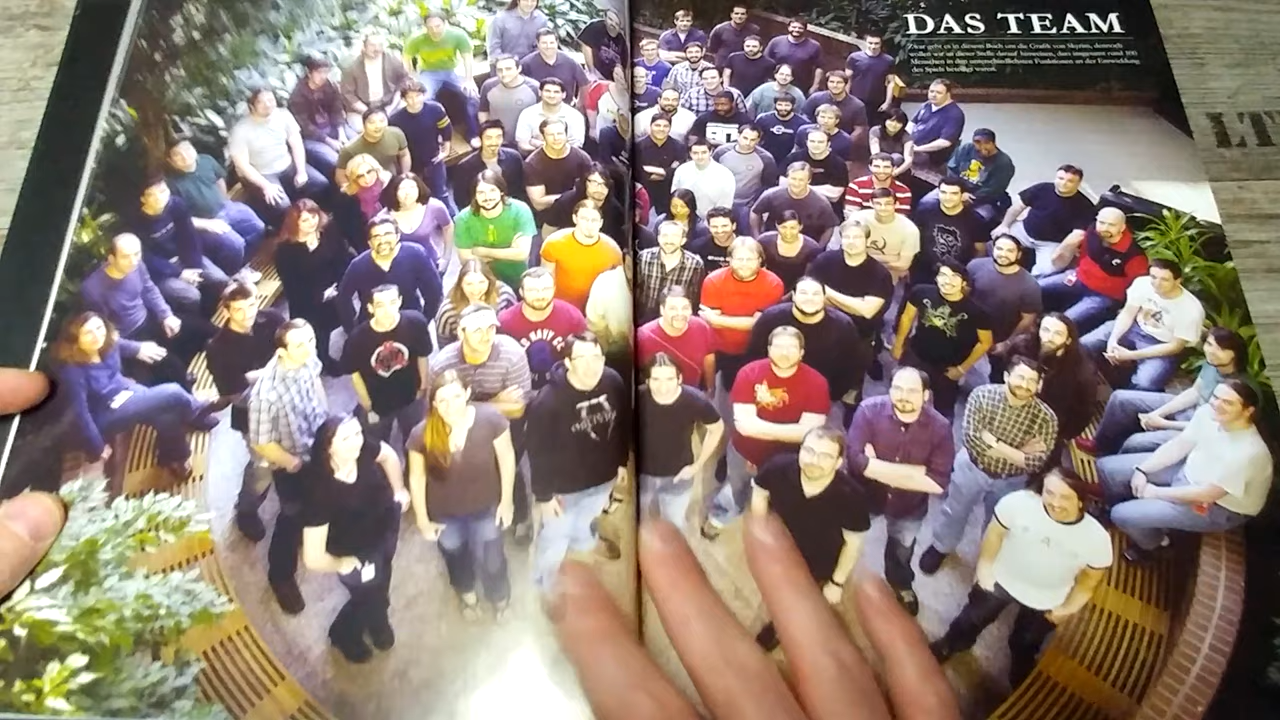 DAS TEAM
Zwar geht es in diesem Buch um die Grafik von Skyrim, dennoch
wollen wir an dieser Stelle darauf hinweisen, dass insgesamt rund 100
Menschen in den unterschiedlichsten Funktionen an der Entwicklung
des Spiels beteiligt waren.
LT